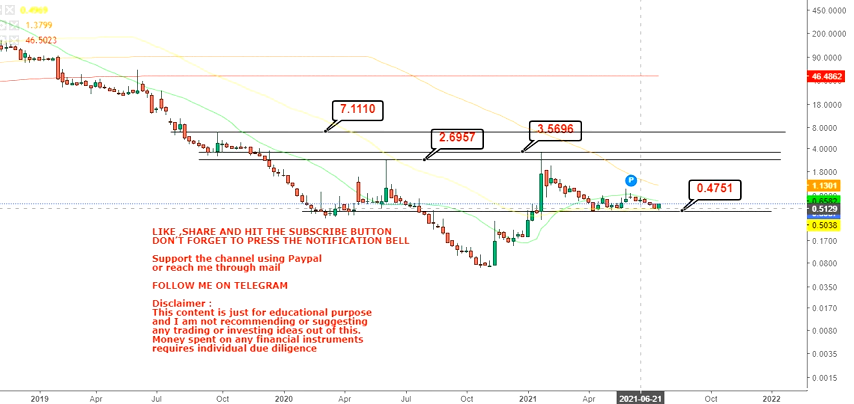 0.4968
1.3799
46.5023
7.1110
2.6957
3.5696
0.4751
P
LIKE ,SHARE AND HIT THE SUBSCRIBE BUTTON
DON'T FORGET TO PRESS THE NOTIFICATION BELL
Support the channel using Paypal
or reach me through mail
FOLLOW ME ON TELEGRAM
Disclaimer :
This content is just for educational purpose
and I am not recommending or suggesting
any trading or investing ideas out of this.
Money spent on any financial instruments
requires individual due diligence
450.0000
200.0000
90.0000
46.4862
18.0000
8.0000
4.0000
1.8000
1.1301
0.6582
0.5129
0.5038
0.1700
0.0800
0.0350
0.0170
0.0080
0.0035
0.0015
2019
Apr
Jul
Oct
2020
Apr
Jul
Oct
2021
Apr
2021-06-21
Oct
2022